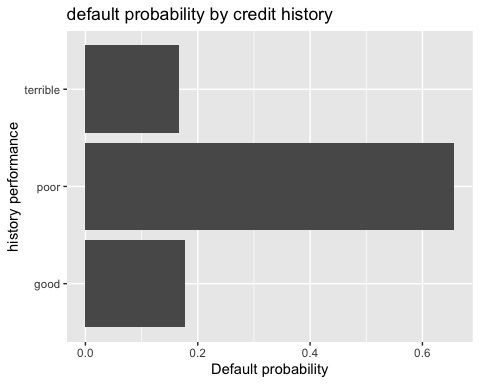 default probability by credit history
history performance
terrible
poor
good
0.0 0.2 0.4 0.6
Default probability